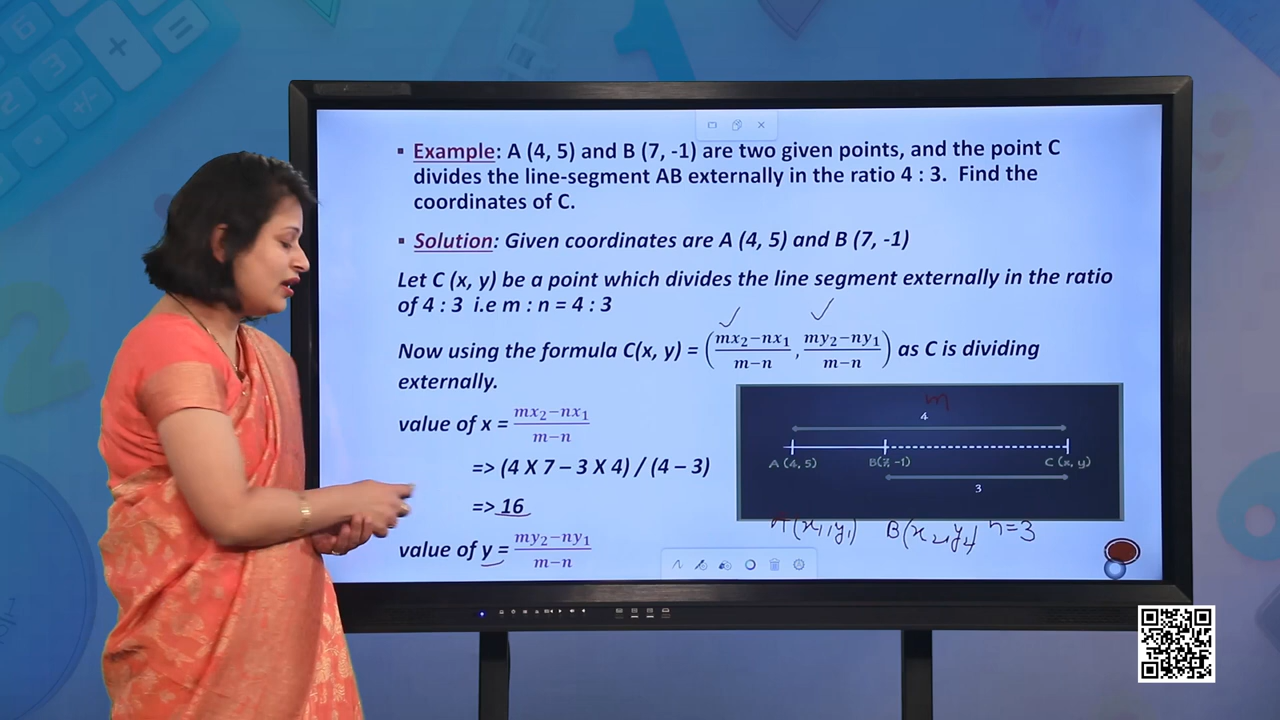 ▪ Example: A (4, 5) and B (7, -1) are two given points, and the point C
divides the line-segment AB externally in the ratio 4 : 3. Find the
coordinates of C.
▪ Solution: Given coordinates are A (4, 5) and B (7, -1)
Let C (x, y) be a point which divides the line segment externally in the ratio
of 4 : 3 i.e m : n = 4 : 3
Now using the formula C(x, y) = (mx₂−nx₁/m−n, my₂−ny₁/m−n) as C is dividing
externally.
value of x = mx₂−nx₁/m−n
=> (4 X 7 – 3 X 4) / (4 – 3)
=> 16
value of y = my₂−ny₁/m−n
m
4
A (4, 5) B(7, -1) C (x, y)
3
A(x₁, y₁) B(x₂, y₂) n=3